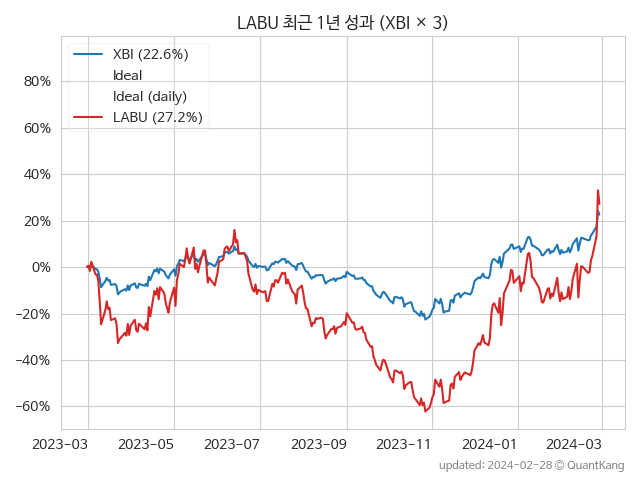 LABU 최근 1년 성과 (XBI × 3)
XBI (22.6%)
Ideal
Ideal (daily)
LABU (27.2%)
80%
60%
40%
20%
0%
−20%
−40%
−60%
2023−03 2023−05 2023−07 2023−09 2023−11 2024−01 2024−03
updated: 2024−02−28 ⓒ QuantKang